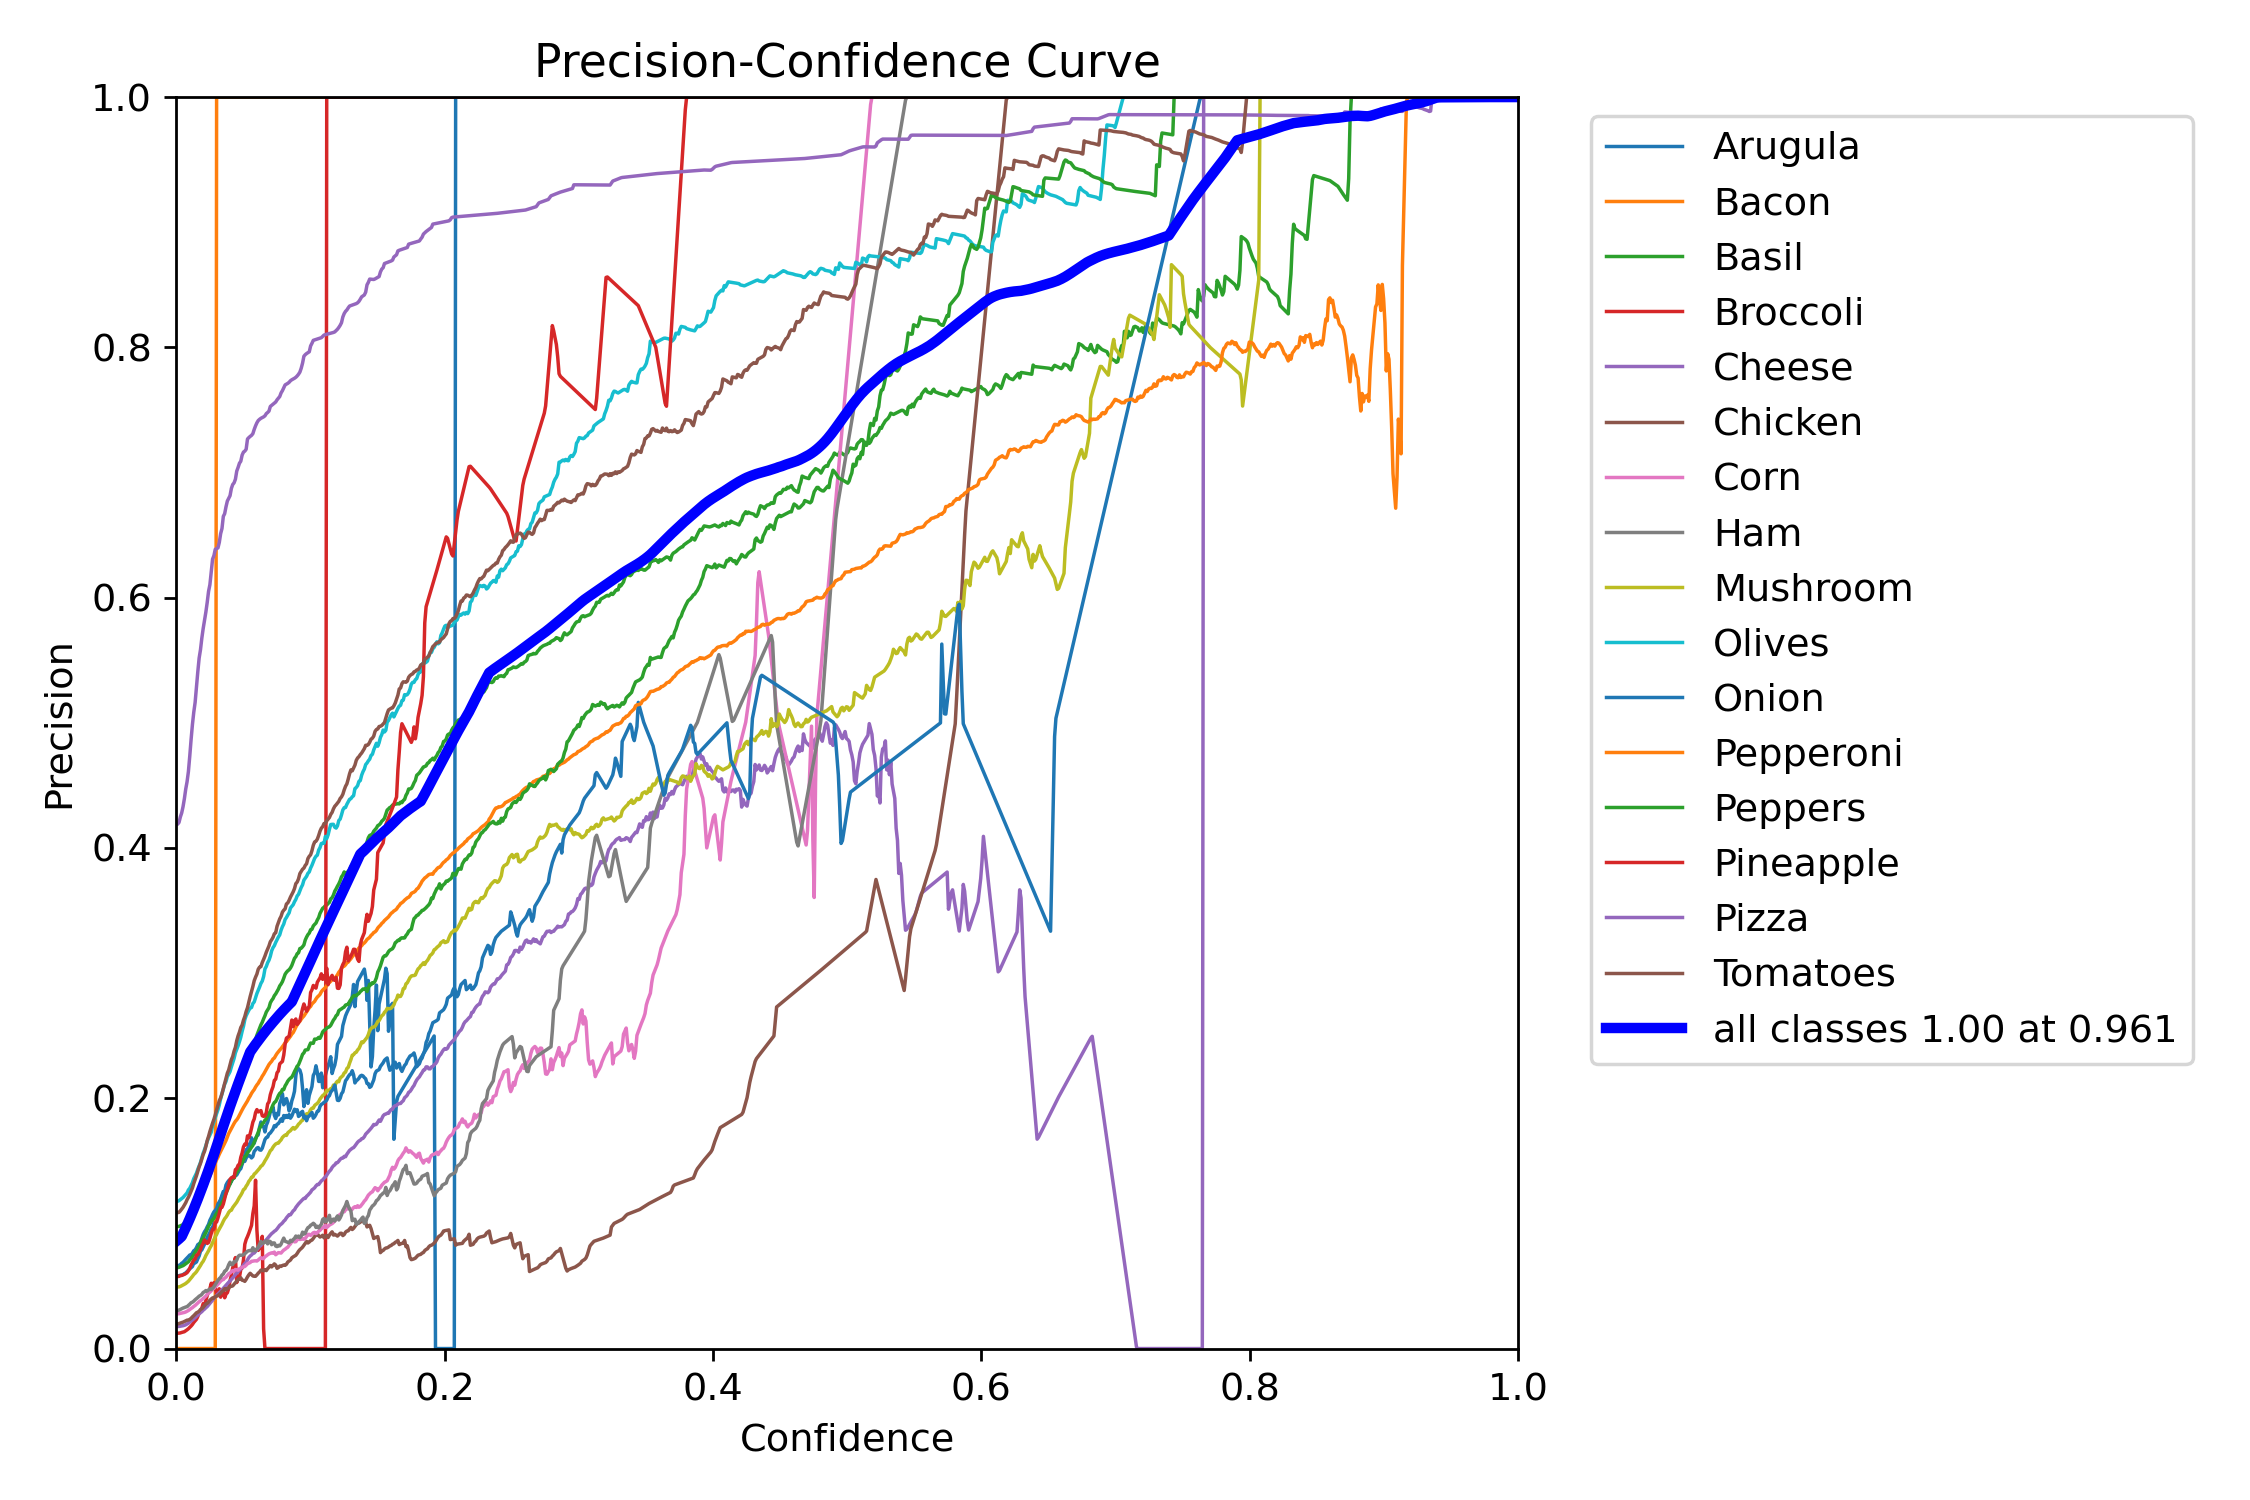 Precision-Confidence Curve
1.0
0.8
0.6
0.4
0.2
0.0
Precision
0.0 0.2 0.4 0.6 0.8 1.0
Confidence
Arugula
Bacon
Basil
Broccoli
Cheese
Chicken
Corn
Ham
Mushroom
Olives
Onion
Pepperoni
Peppers
Pineapple
Pizza
Tomatoes
all classes 1.00 at 0.961